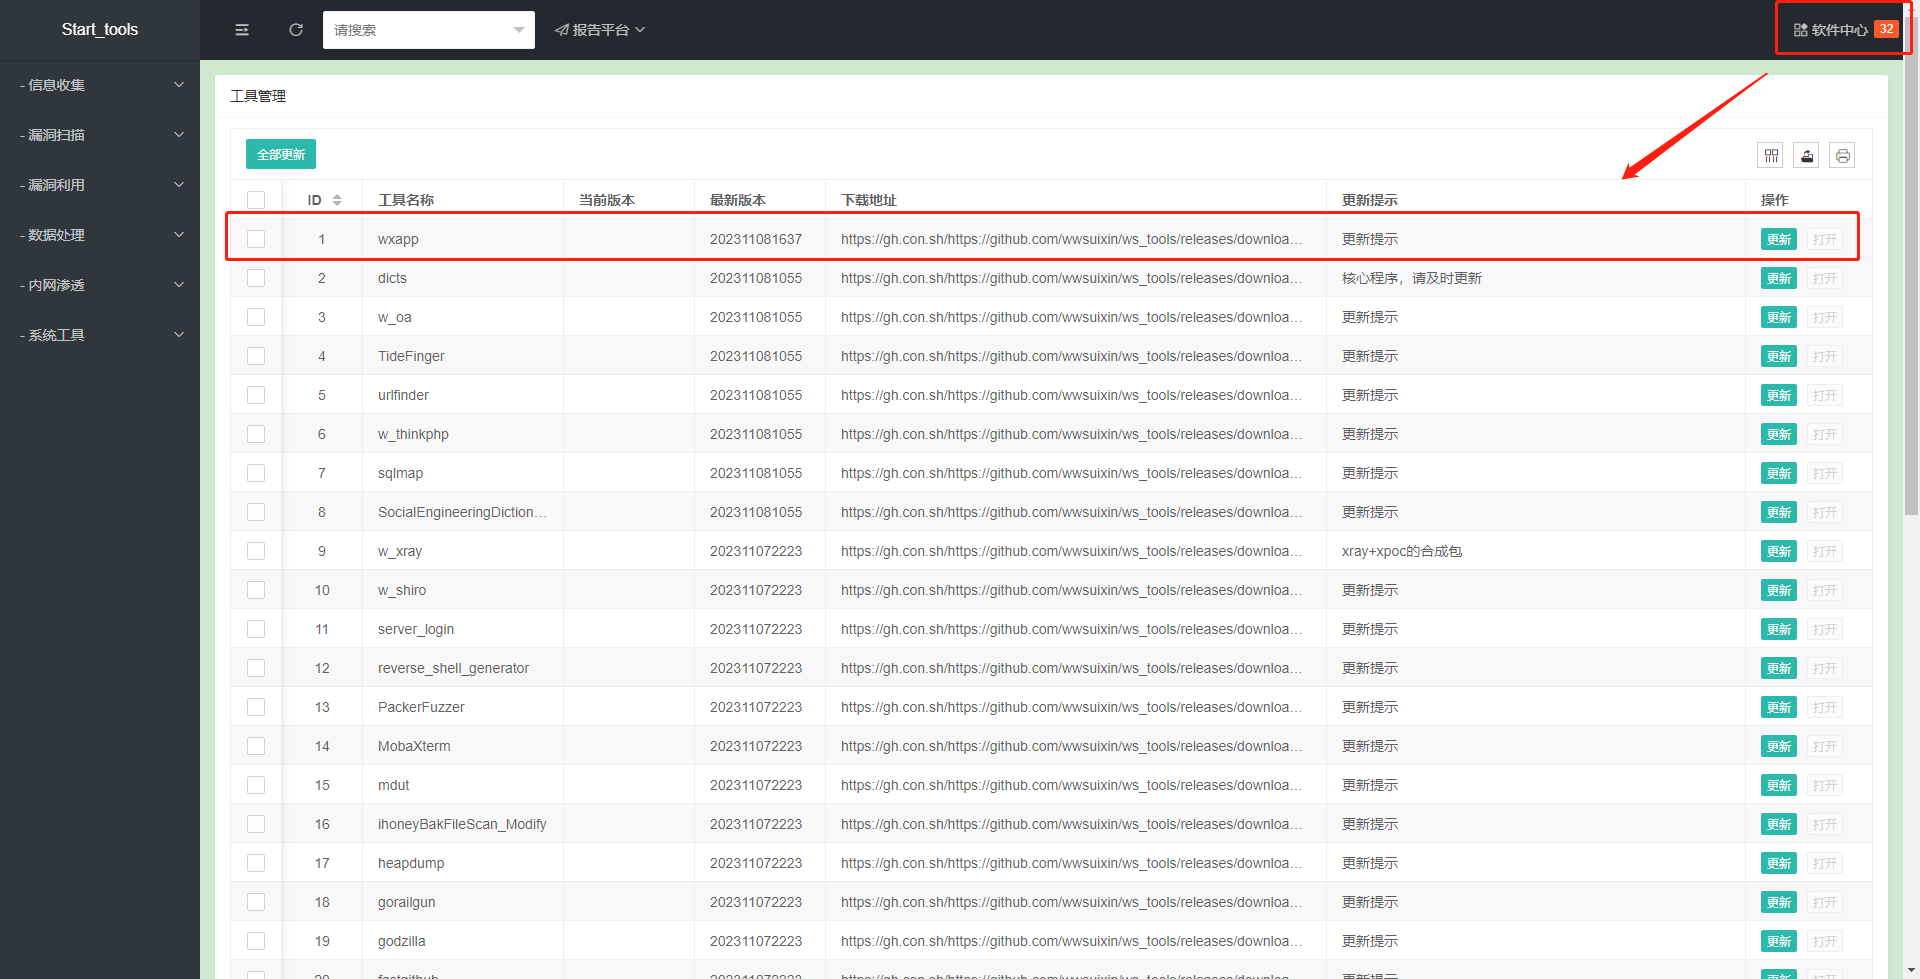 Start_tools
请搜索
报告平台
软件中心 32
- 信息收集
- 漏洞扫描
- 漏洞利用
- 数据处理
- 内网渗透
- 系统工具
工具管理
全部更新
ID 工具名称 当前版本 最新版本 下载地址 更新提示 操作
1 wxapp 202311081637 https://gh.con.sh/https://github.com/wwsuixin/ws_tools/releases/downloa... 更新提示 更新 打开
2 dicts 202311081055 https://gh.con.sh/https://github.com/wwsuixin/ws_tools/releases/downloa... 核心程序，请及时更新 更新 打开
3 w_oa 202311081055 https://gh.con.sh/https://github.com/wwsuixin/ws_tools/releases/downloa... 更新提示 更新 打开
4 TideFinger 202311081055 https://gh.con.sh/https://github.com/wwsuixin/ws_tools/releases/downloa... 更新提示 更新 打开
5 urlfinder 202311081055 https://gh.con.sh/https://github.com/wwsuixin/ws_tools/releases/downloa... 更新提示 更新 打开
6 w_thinkphp 202311081055 https://gh.con.sh/https://github.com/wwsuixin/ws_tools/releases/downloa... 更新提示 更新 打开
7 sqlmap 202311081055 https://gh.con.sh/https://github.com/wwsuixin/ws_tools/releases/downloa... 更新提示 更新 打开
8 SocialEngineeringDiction... 202311081055 https://gh.con.sh/https://github.com/wwsuixin/ws_tools/releases/downloa... 更新提示 更新 打开
9 w_xray 202311072223 https://gh.con.sh/https://github.com/wwsuixin/ws_tools/releases/downloa... xray+xpoc的合成包 更新 打开
10 w_shiro 202311072223 https://gh.con.sh/https://github.com/wwsuixin/ws_tools/releases/downloa... 更新提示 更新 打开
11 server_login 202311072223 https://gh.con.sh/https://github.com/wwsuixin/ws_tools/releases/downloa... 更新提示 更新 打开
12 reverse_shell_generator 202311072223 https://gh.con.sh/https://github.com/wwsuixin/ws_tools/releases/downloa... 更新提示 更新 打开
13 PackerFuzzer 202311072223 https://gh.con.sh/https://github.com/wwsuixin/ws_tools/releases/downloa... 更新提示 更新 打开
14 MobaXterm 202311072223 https://gh.con.sh/https://github.com/wwsuixin/ws_tools/releases/downloa... 更新提示 更新 打开
15 mdut 202311072223 https://gh.con.sh/https://github.com/wwsuixin/ws_tools/releases/downloa... 更新提示 更新 打开
16 ihoneyBakFileScan_Modify 202311072223 https://gh.con.sh/https://github.com/wwsuixin/ws_tools/releases/downloa... 更新提示 更新 打开
17 heapdump 202311072223 https://gh.con.sh/https://github.com/wwsuixin/ws_tools/releases/downloa... 更新提示 更新 打开
18 gorailgun 202311072223 https://gh.con.sh/https://github.com/wwsuixin/ws_tools/releases/downloa... 更新提示 更新 打开
19 godzilla 202311072223 https://gh.con.sh/https://github.com/wwsuixin/ws_tools/releases/downloa... 更新提示 更新 打开